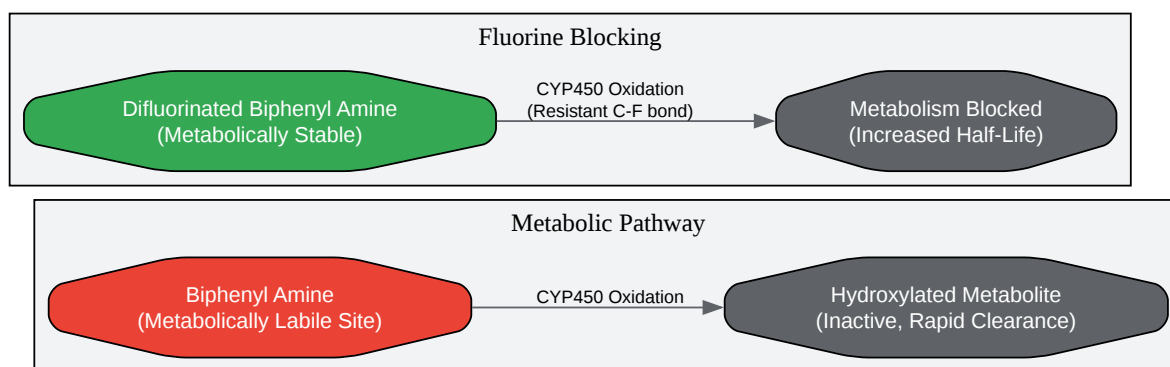 Fluorine Blocking
Difluorinated Biphenyl Amine
(Metabolically Stable)
CYP450 Oxidation
(Resistant C-F bond)
Metabolism Blocked
(Increased Half-Life)
Metabolic Pathway
Biphenyl Amine
(Metabolically Labile Site)
CYP450 Oxidation
Hydroxylated Metabolite
(Inactive, Rapid Clearance)